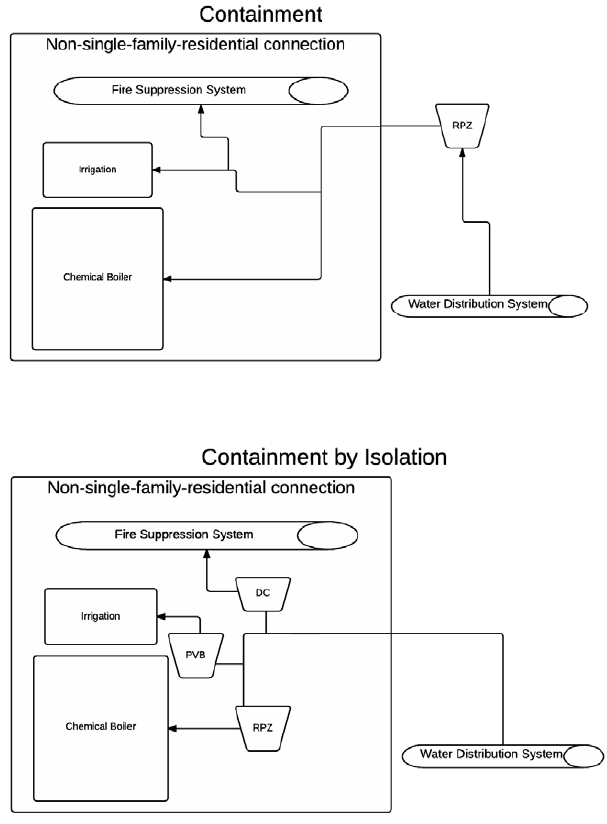 Containment
Non-single-family-residential connection
Fire Suppression System
RPZ
Irrigation
Chemical Boiler
Water Distribution System
Containment by Isolation
Non-single-family-residential connection
Fire Suppression System
DC
Irrigation
PVB
RPZ
Chemical Boiler
Water Distribution System